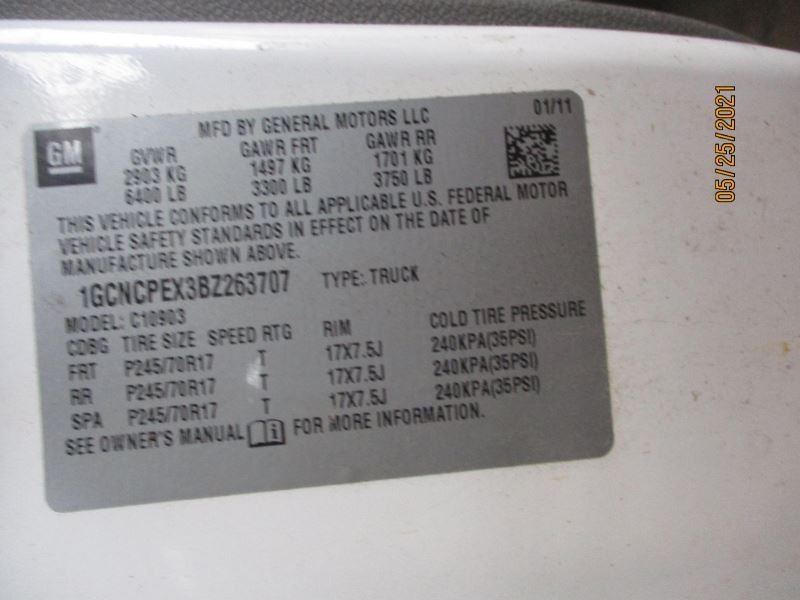 GM
MFD BY GENERAL MOTORS LLC 01/11
GVWR GAWR FRT GAWR RR
2903 KG 1497 KG 1701 KG
6400 LB 3300 LB 3750 LB
THIS VEHICLE CONFORMS TO ALL APPLICABLE U.S. FEDERAL MOTOR
VEHICLE SAFETY STANDARDS IN EFFECT ON THE DATE OF
MANUFACTURE SHOWN ABOVE.
1GCNCPEX3BZ263707 TYPE: TRUCK
MODEL: C10903
CDBG TIRE SIZE SPEED RTG RIM COLD TIRE PRESSURE
FRT P245/70R17 T 17X7.5J 240KPA(35PSI)
RR P245/70R17 T 17X7.5J 240KPA(35PSI)
SPA P245/70R17 T 17X7.5J 240KPA(35PSI)
SEE OWNER'S MANUAL i FOR MORE INFORMATION.
05/25/2021